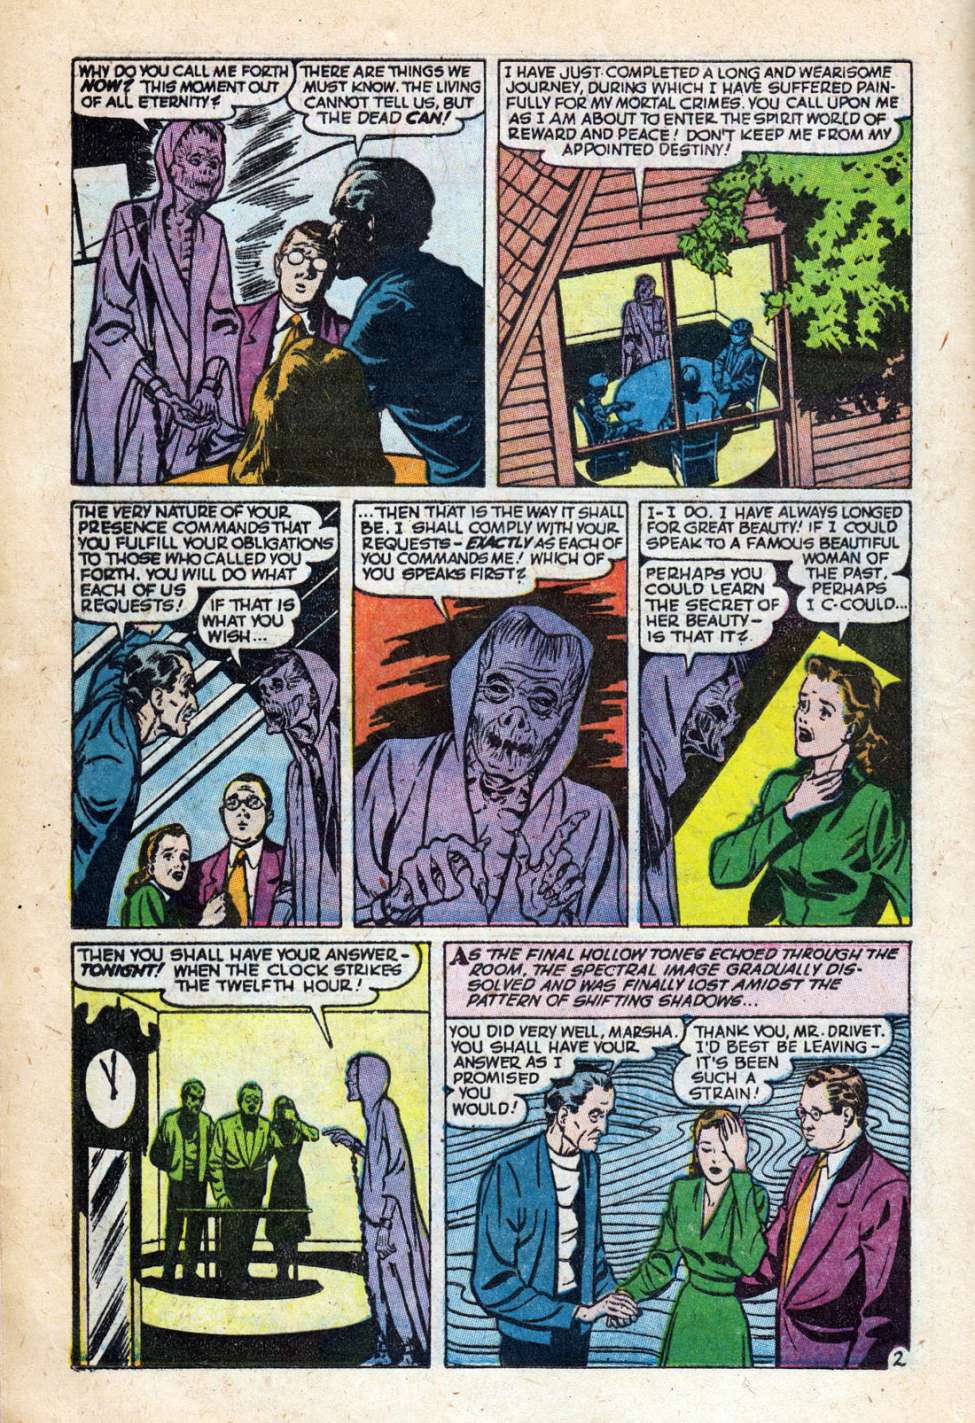 WHY DO YOU CALL ME FORTH
NOW? THIS MOMENT OUT
OF ALL ETERNITY?
THERE ARE THINGS WE
MUST KNOW. THE LIVING
CANNOT TELL US, BUT
THE DEAD CAN!
I HAVE JUST COMPLETED A LONG AND WEARISOME
JOURNEY, DURING WHICH I HAVE SUFFERED PAIN-
FULLY FOR MY MORTAL CRIMES. YOU CALL UPON ME
AS I AM ABOUT TO ENTER THE SPIRIT WORLD OF
REWARD AND PEACE! DON'T KEEP ME FROM MY
APPOINTED DESTINY!
THE VERY NATURE OF YOUR
PRESENCE COMMANDS THAT
YOU FULFILL YOUR OBLIGATIONS
TO THOSE WHO CALLED YOU
FORTH. YOU WILL DO WHAT
EACH OF US
REQUESTS!
IF THAT IS
WHAT YOU
WISH...
...THEN THAT IS THE WAY IT SHALL
BE. I SHALL COMPLY WITH YOUR
REQUESTS - EXACTLY AS EACH OF
YOU COMMANDS ME! WHICH OF
YOU SPEAKS FIRST?
I-I DO. I HAVE ALWAYS LONGED
FOR GREAT BEAUTY! IF I COULD
SPEAK TO A FAMOUS BEAUTIFUL
WOMAN OF
THE PAST,
PERHAPS
I C-COULD...
PERHAPS YOU
COULD LEARN
THE SECRET OF
HER BEAUTY-
IS THAT IT?
THEN YOU SHALL HAVE YOUR ANSWER-
TONIGHT! WHEN THE CLOCK STRIKES
THE TWELFTH HOUR!
AS THE FINAL HOLLOW TONES ECHOED THROUGH THE
ROOM, THE SPECTRAL IMAGE GRADUALLY DIS-
SOLVED AND WAS FINALLY LOST AMIDST THE
PATTERN OF SHIFTING SHADOWS...
YOU DID VERY WELL, MARSHA.
YOU SHALL HAVE YOUR
ANSWER AS I
PROMISED
YOU
WOULD!
THANK YOU, MR. DRIVET.
I'D BEST BE LEAVING-
IT'S BEEN
SUCH A
STRAIN!
2